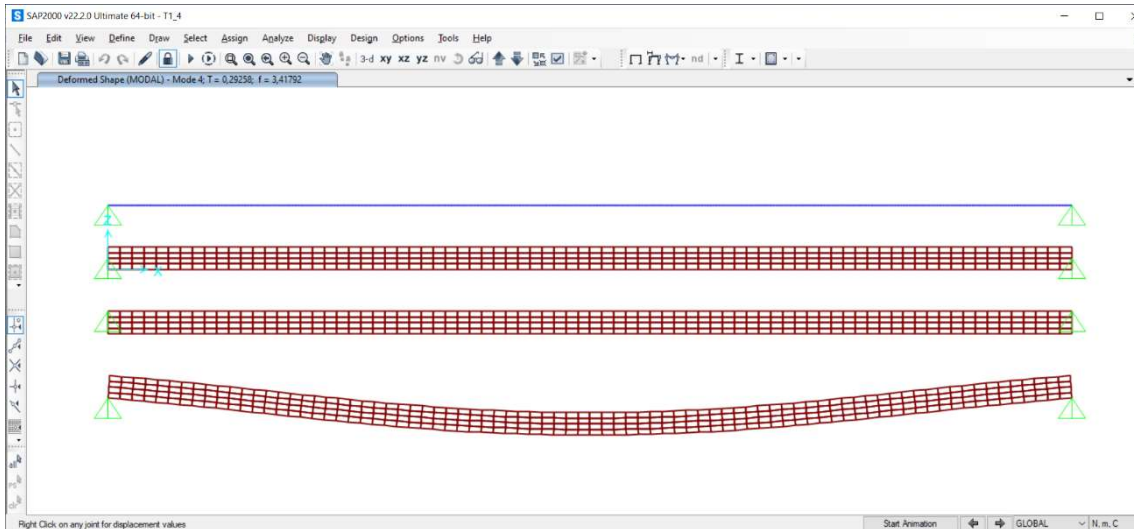 SAP2000 v22.2.0 Ultimate 64-bit - T1_4
File Edit View Define Draw Select Assign Analyze Display Design Options Tools Help
3-d xy xz yz nv nd
Deformed Shape (MODAL) - Mode 4; T = 0,29258; f = 3,41792
Z
X
all
Right Click on any joint for displacement values
Start Animation GLOBAL N, m, C